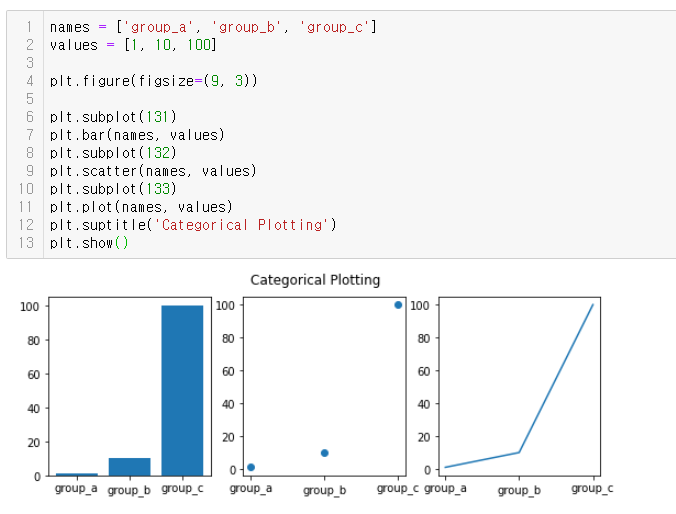 1 names = ['group_a', 'group_b', 'group_c']
2 values = [1, 10, 100]
3
4 plt.figure(figsize=(9, 3))
5
6 plt.subplot(131)
7 plt.bar(names, values)
8 plt.subplot(132)
9 plt.scatter(names, values)
10 plt.subplot(133)
11 plt.plot(names, values)
12 plt.suptitle('Categorical Plotting')
13 plt.show()
Categorical Plotting
100
80
60
40
20
0
group_a group_b group_c
100
80
60
40
20
0
group_a group_b group_c
100
80
60
40
20
0
group_a group_b group_c